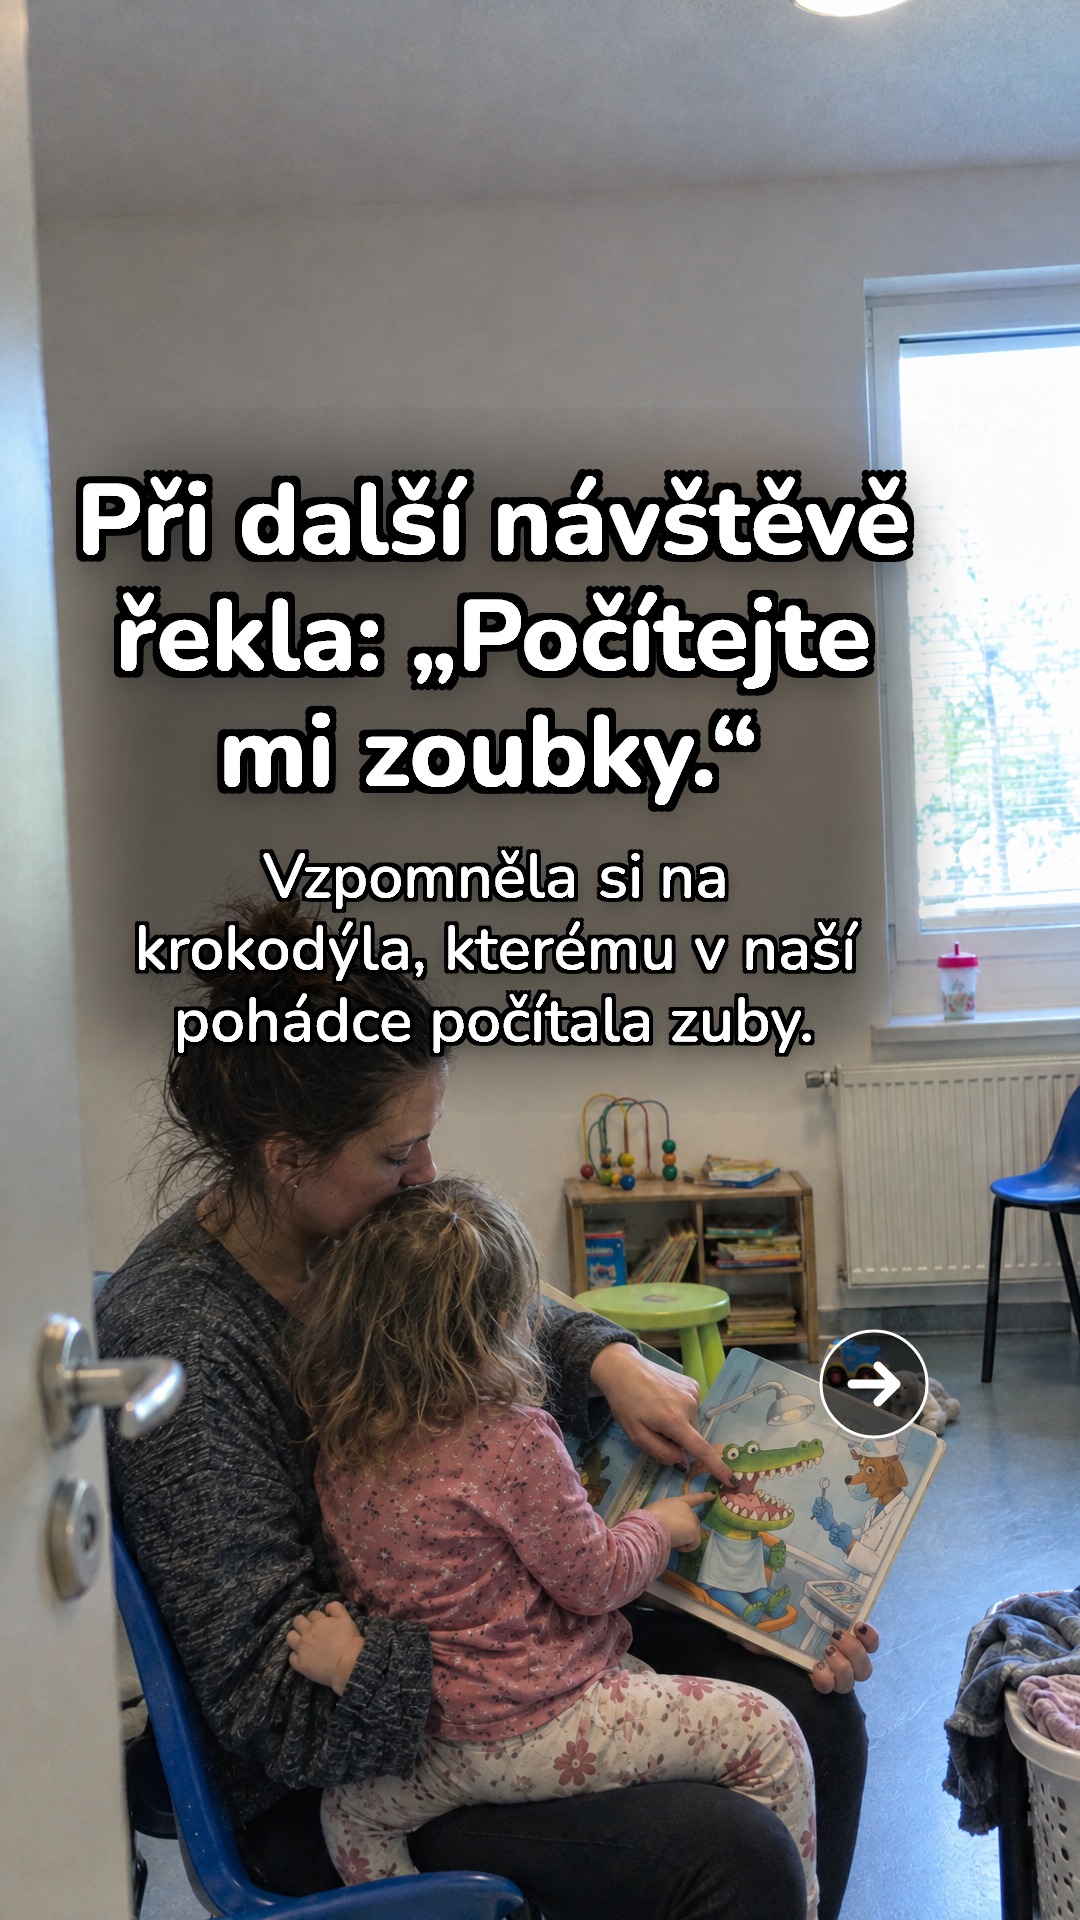 Při další návštěvě
řekla: „Počítejte
mi zoubky.“
Vzpomněla si na
krokodýla, kterému v naší
pohádce počítala zuby.